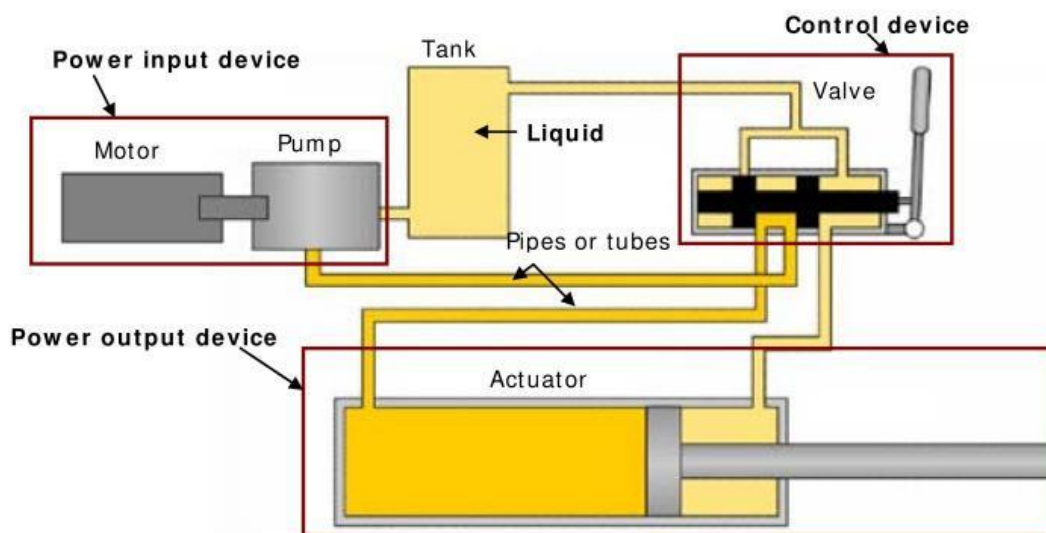 Control device
Tank
Power input device
Valve
Motor
Pump
Liquid
Pipes or tubes
Power output device
Actuator